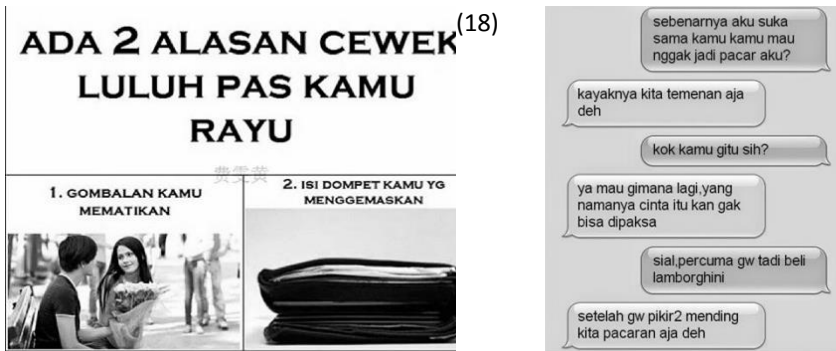 ADA 2 ALASAN CEWEK
LULUH PAS KAMU
RAYU
费雯黄
1. GOMBALAN KAMU
MEMATIKAN
2. ISI DOMPET KAMU YG
MENGGEMASKAN
(18)
sebenarnya aku suka
sama kamu kamu mau
nggak jadi pacar aku?
kayaknya kita temenan aja
deh
kok kamu gitu sih?
ya mau gimana lagi,yang
namanya cinta itu kan gak
bisa dipaksa
sial,percuma gw tadi beli
lamborghini
setelah gw pikir2 mending
kita pacaran aja deh